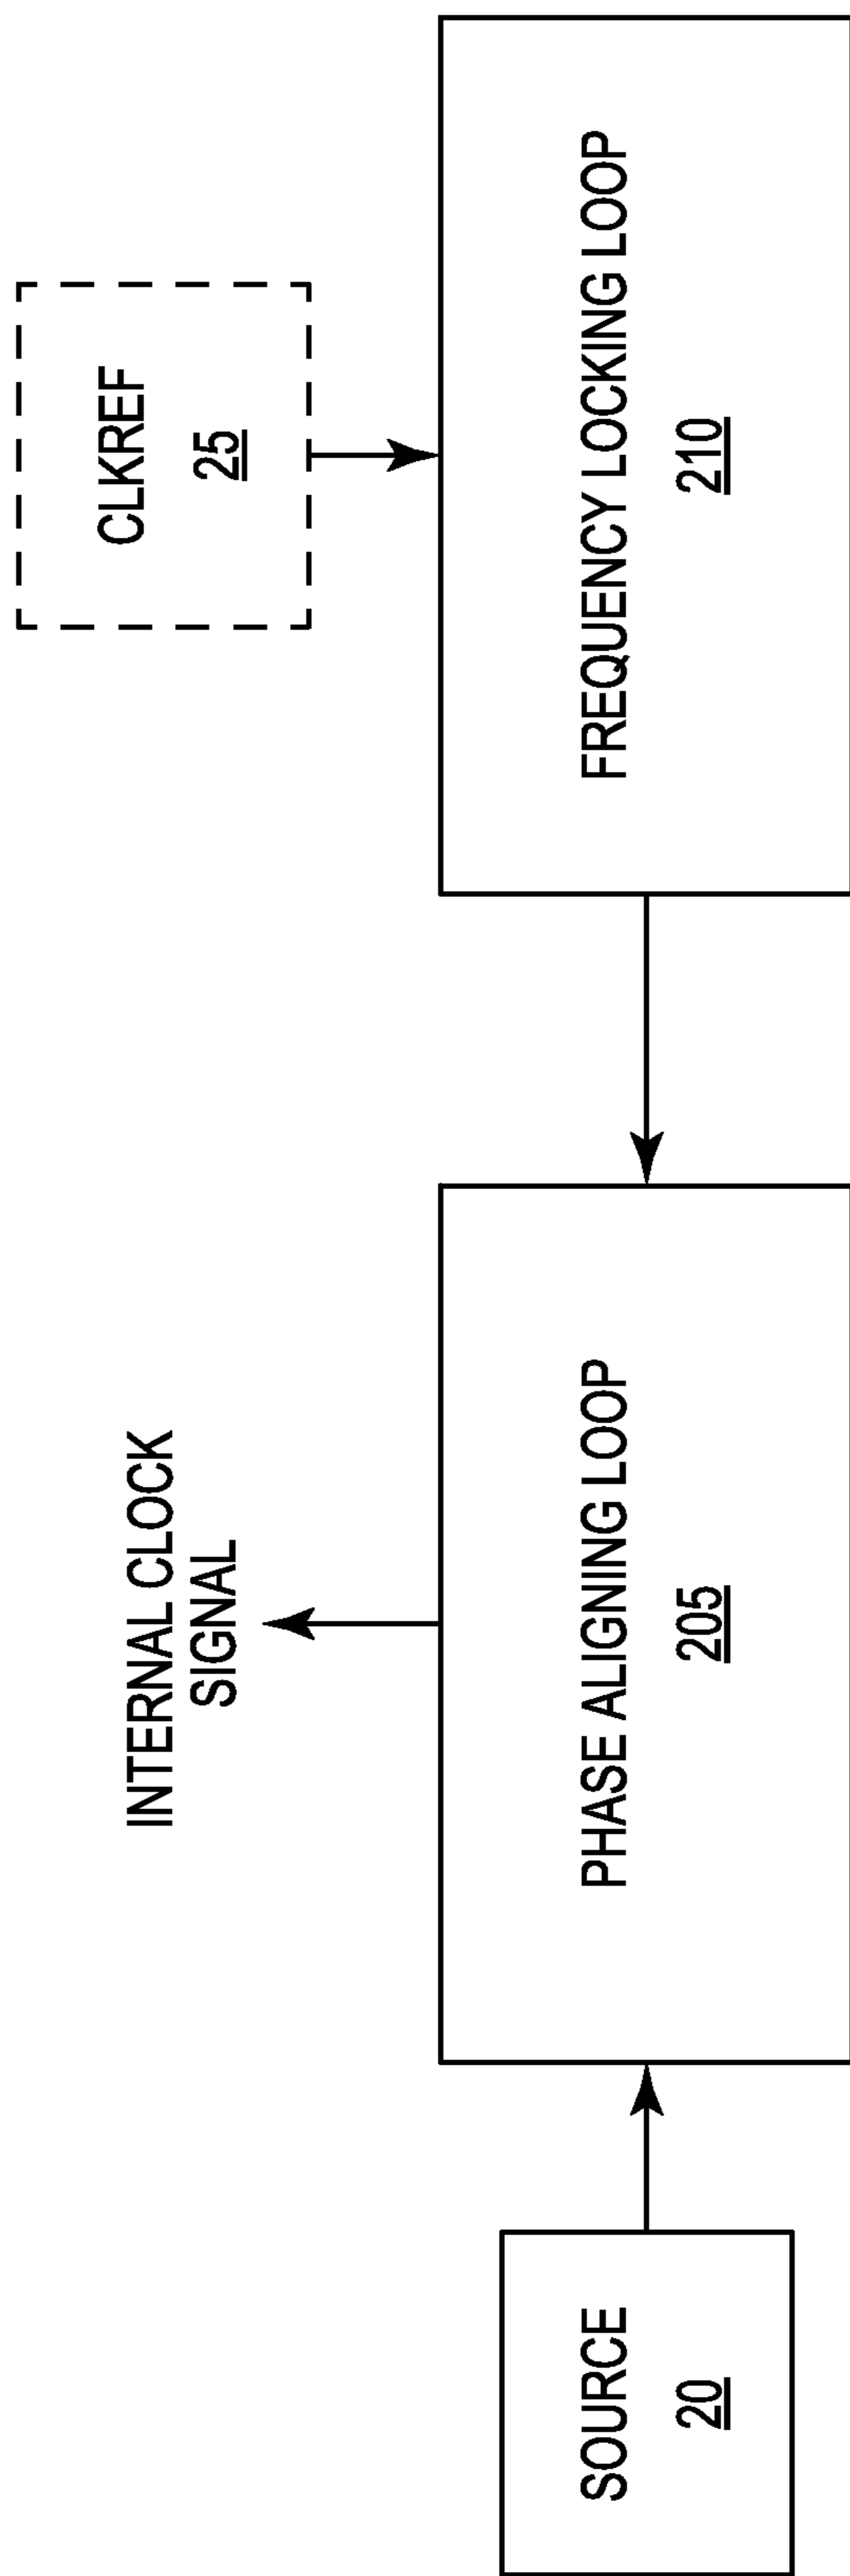 CLKREF
25
INTERNAL CLOCK
SIGNAL
SOURCE
20
PHASE ALIGNING LOOP
205
FREQUENCY LOCKING LOOP
210